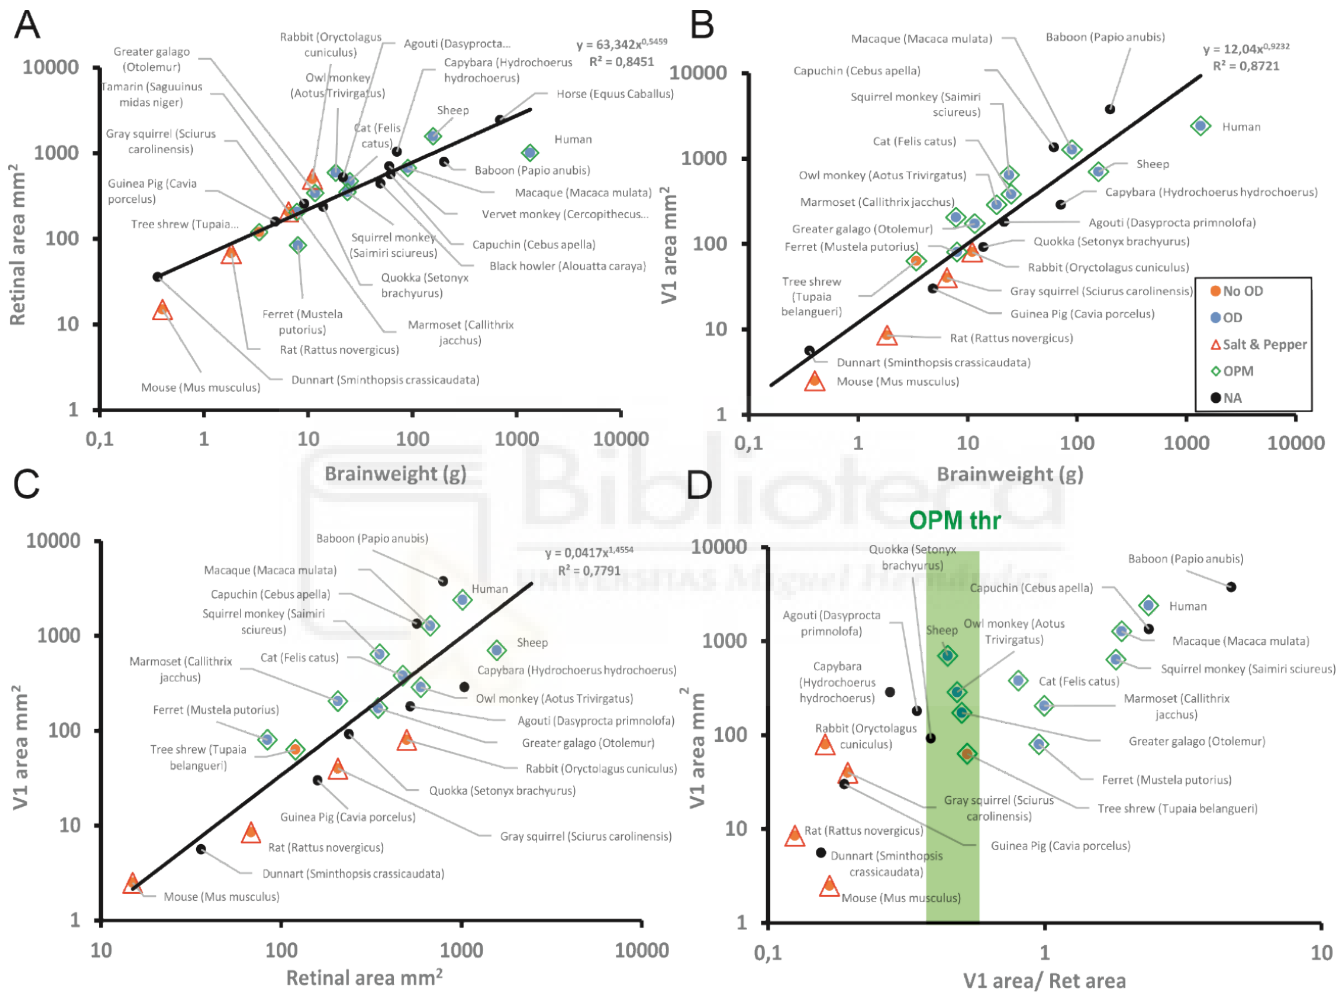 A
Rabbit (Oryctolagus
cuniculus)
Agouti (Dasyprocta...
y = 63,342x^0,5459
R² = 0,8451
Greater galago
(Otolemur)
Capybara (Hydrochoerus
hydrochoerus)
Owl monkey
(Aotus Trivirgatus)
Tamarin (Saguuinus
midas niger)
Horse (Equus Caballus)
Sheep
Gray squirrel (Sciurus
carolinensis)
Cat (Felis
catus)
Human
Baboon (Papio anubis)
Guinea Pig (Cavia
porcelus)
Macaque (Macaca mulata)
Vervet monkey (Cercopithecus...
Tree shrew (Tupaia...
Squirrel monkey
(Saimiri sciureus)
Capuchin (Cebus apella)
Black howler (Alouatta caraya)
Quokka (Setonyx
brachyurus)
Ferret (Mustela
putorius)
Marmoset (Callithrix
jacchus)
Rat (Rattus novergicus)
Dunnart (Sminthopsis crassicaudata)
Mouse (Mus musculus)
Retinal area mm²
10000
1000
100
10
1
0,1
1
10
100
1000
10000
Brainweight (g)
B
Macaque (Macaca mulata)
Baboon (Papio anubis)
y = 12,04x^0,9232
R² = 0,8721
Capuchin (Cebus apella)
Squirrel monkey (Saimiri
sciureus)
Human
Cat (Felis catus)
Sheep
Owl monkey (Aotus Trivirgatus)
Capybara (Hydrochoerus hydrochoerus)
Marmoset (Callithrix jacchus)
Agouti (Dasyprocta primnolofa)
Greater galago (Otolemur)
Quokka (Setonyx brachyurus)
Ferret (Mustela putorius)
Rabbit (Oryctolagus cuniculus)
Tree shrew
(Tupaia
belangueri)
Gray squirrel (Sciurus carolinensis)
Guinea Pig (Cavia porcelus)
Rat (Rattus novergicus)
Dunnart (Sminthopsis crassicaudata)
Mouse (Mus musculus)
No OD
OD
Salt & Pepper
OPM
NA
V1 area mm²
10000
1000
100
10
1
0,1
1
10
100
1000
10000
Brainweight (g)
Biblioteca
UNIVERSITAS Miguel Hernández
C
Baboon (Papio anubis)
y = 0,0417x^1,4554
R² = 0,7791
Macaque (Macaca mulata)
Human
Capuchin (Cebus apella)
Squirrel monkey (Saimiri
sciureus)
Sheep
Cat (Felis catus)
Marmoset (Callithrix
jacchus)
Capybara (Hydrochoerus hydrochoerus)
Owl monkey (Aotus Trivirgatus)
Ferret (Mustela putorius)
Agouti (Dasyprocta primnolofa)
Tree shrew (Tupaia
belangueri)
Greater galago (Otolemur)
Rabbit (Oryctolagus cuniculus)
Quokka (Setonyx brachyurus)
Guinea Pig (Cavia porcelus)
Gray squirrel (Sciurus carolinensis)
Rat (Rattus novergicus)
Dunnart (Sminthopsis crassaucaudata)
Mouse (Mus musculus)
V1 area mm²
10000
1000
100
10
1
10
100
1000
10000
Retinal area mm²
D
OPM thr
Quokka (Setonyx
brachyurus)
Baboon (Papio anubis)
Capuchin (Cebus apella)
Agouti (Dasyprocta
primnolofa)
Human
Sheep
Owl monkey (Aotus
Trivirgatus)
Macaque (Macaca mulata)
Capybara
(Hydrochoerus
hydrochoerus)
Squirrel monkey (Saimiri sciureus)
Cat (Felis catus)
Marmoset (Callithrix
jacchus)
Rabbit (Oryctolagus
cuniculus)
Greater galago (Otolemur)
Ferret (Mustela putorius)
Gray squirrel (Sciurus
carolinensis)
Tree shrew (Tupaia belangueri)
Rat (Rattus novergicus)
Guinea Pig (Cavia porcelus)
Dunnart (Sminthopsis
crassicaudata)
Mouse (Mus musculus)
V1 area mm²
10000
1000
100
10
1
0,1
1
10
V1 area/ Ret area